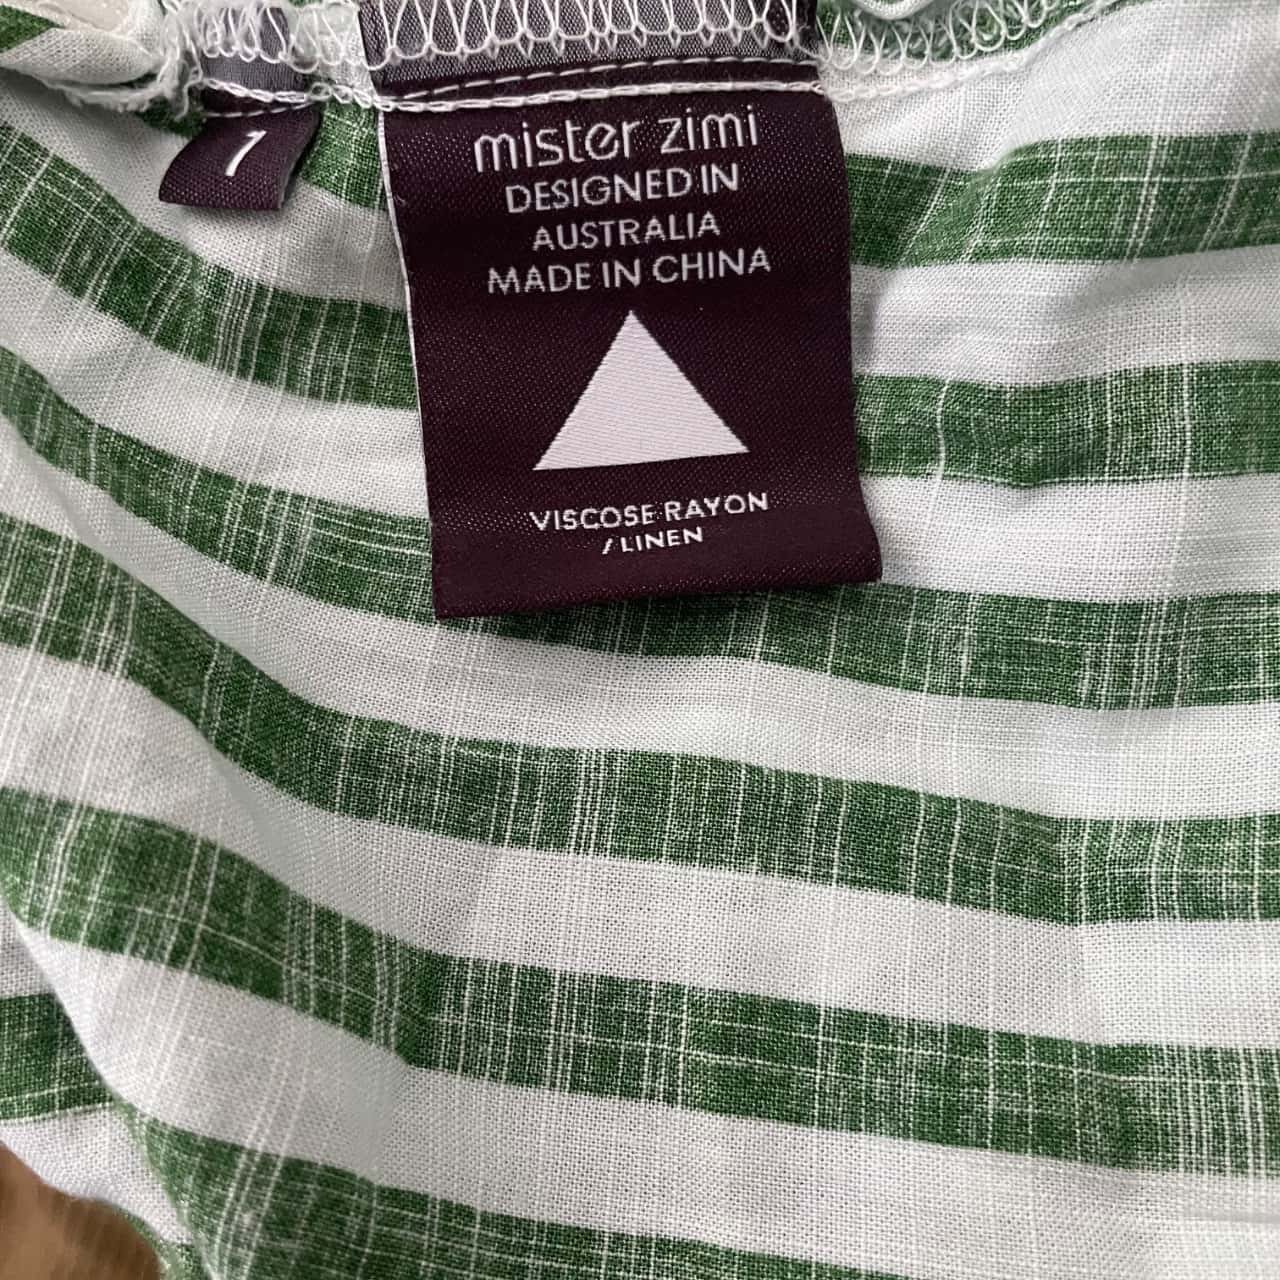 1
mister zimi
DESIGNED IN
AUSTRALIA
MADE IN CHINA
VISCOSE RAYON
/ LINEN